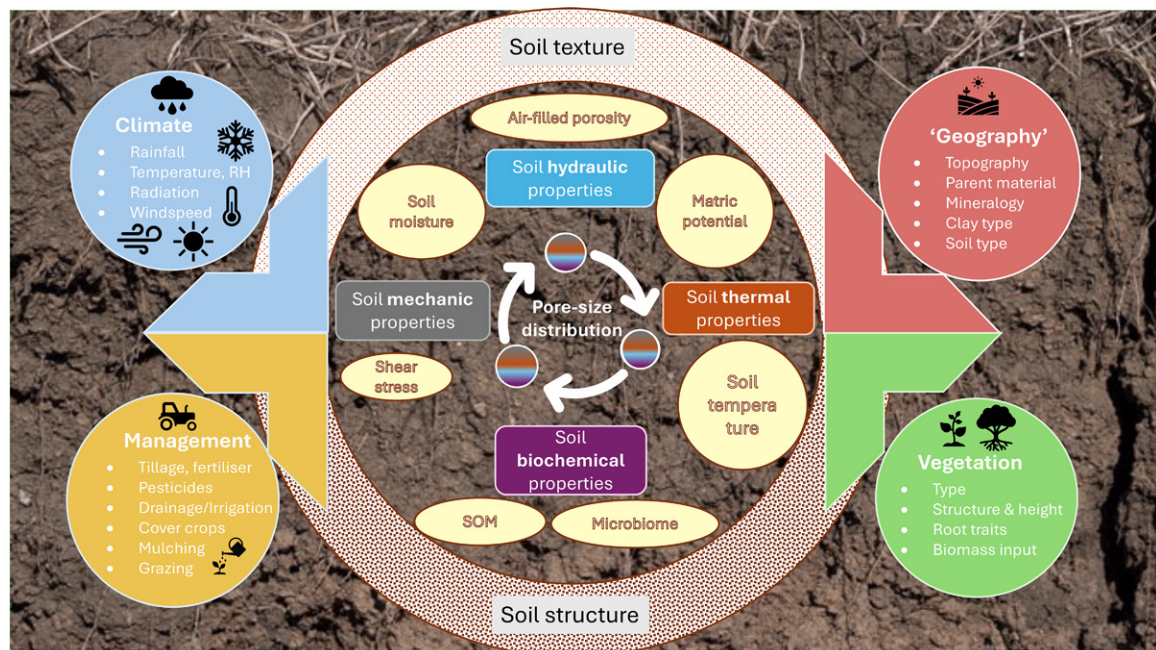 Soil texture
Climate
Rainfall
Temperature, RH
Radiation
Windspeed
'Geography'
Topography
Parent material
Mineralogy
Clay type
Soil type
Air-filled porosity
Soil hydraulic
properties
Soil
moisture
Matric
potential
Soil mechanic
properties
Pore-size
distribution
Soil thermal
properties
Shear
stress
Soil
tempera
ture
Soil
biochemical
properties
SOM
Microbiome
Management
Tillage, fertiliser
Pesticides
Drainage/Irrigation
Cover crops
Mulching
Grazing
Vegetation
Type
Structure & height
Root traits
Biomass input
Soil structure